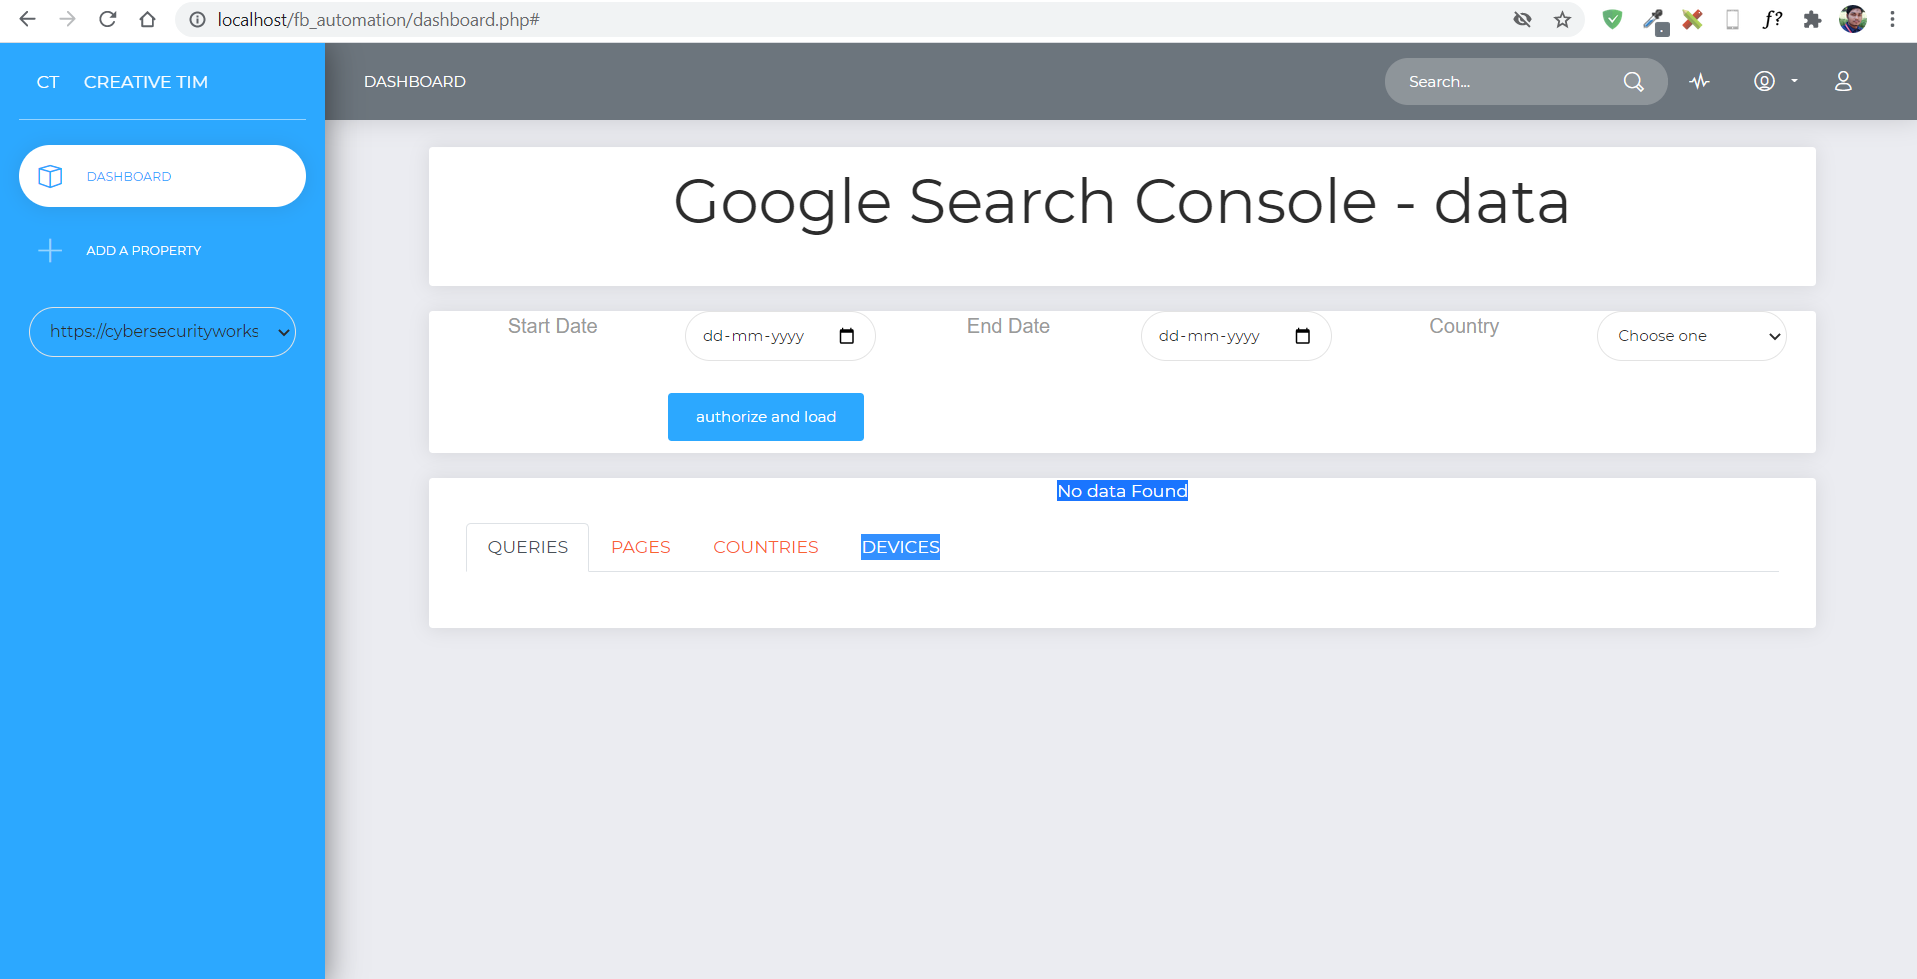 localhost/fb_automation/dashboard.php#
f?
CT CREATIVE TIM
DASHBOARD
Search...
DASHBOARD
ADD A PROPERTY
https://cybersecurityworks
Google Search Console - data
Start Date dd-mm-yyyy End Date dd-mm-yyyy Country Choose one
authorize and load
No data Found
QUERIES PAGES COUNTRIES DEVICES